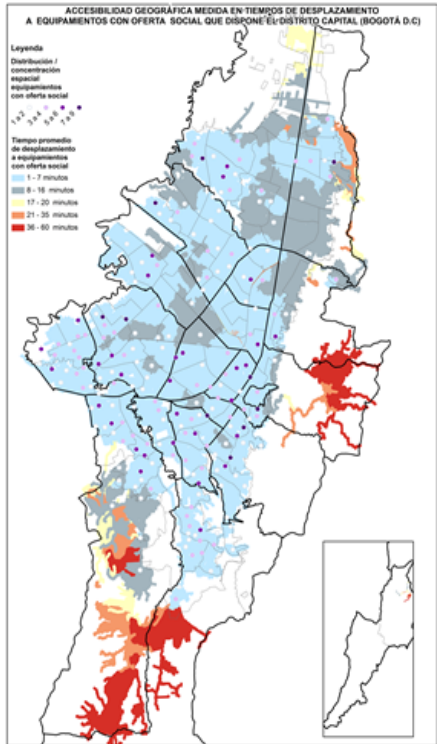 ACCESIBILIDAD GEOGRÁFICA MEDIDA EN TIEMPOS DE DESPLAZAMIENTO
A EQUIPAMIENTOS CON OFERTA SOCIAL QUE DISPONE EL DISTRITO CAPITAL (BOGOTÁ D.C)
Leyenda
Distribución /
concentración
espacial
equipamientos
con oferta social
1 a 2
3 a 4
5 a 6
7 a 9
Tiempo promedio
de desplazamiento
a equipamientos
con oferta social
1 - 7 minutos
8 - 16 minutos
17 - 20 minutos
21 - 35 minutos
36 - 60 minutos